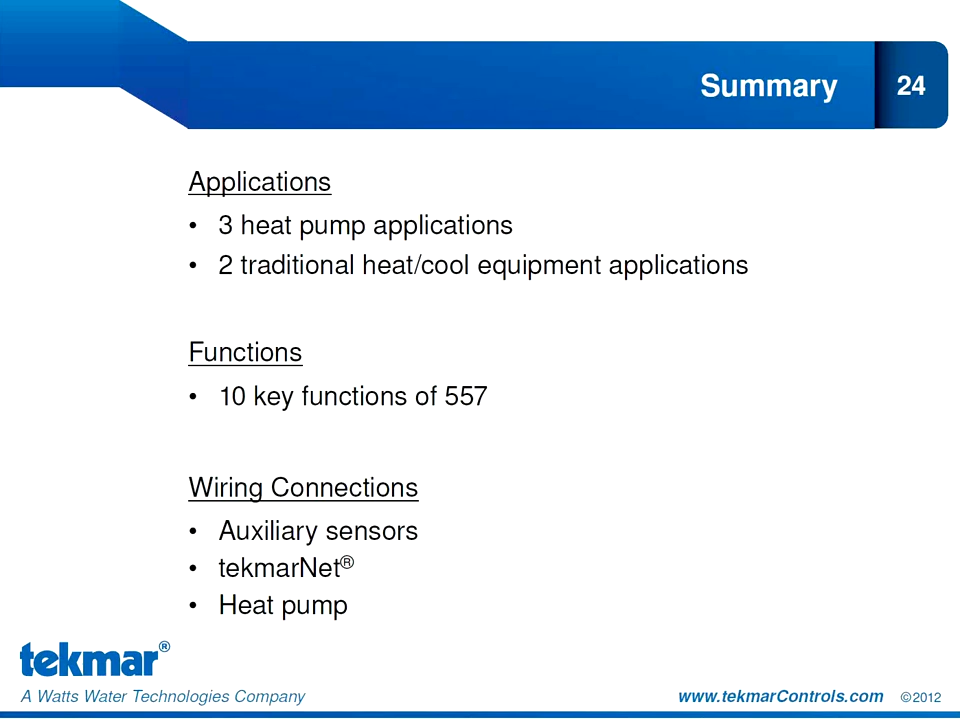 Summary
24
Applications
• 3 heat pump applications
• 2 traditional heat/cool equipment applications
Functions
• 10 key functions of 557
Wiring Connections
• Auxiliary sensors
• tekmarNet®
• Heat pump
tekmar®
A Watts Water Technologies Company
www.tekmarControls.com ©2012